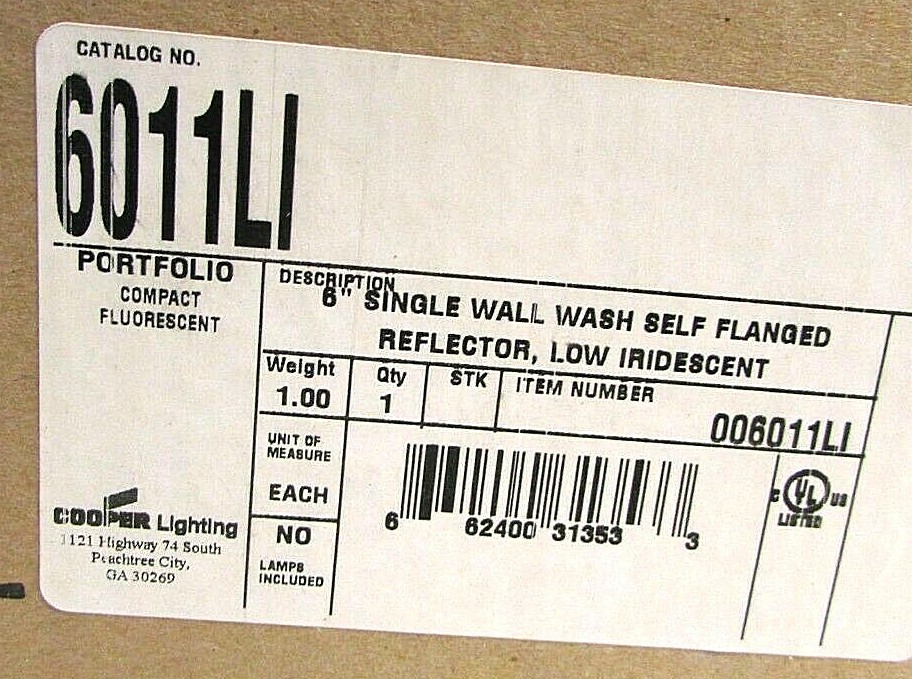 CATALOG NO.
6011LI
PORTFOLIO
COMPACT
FLUORESCENT
DESCRIPTION
6" SINGLE WALL WASH SELF FLANGED
REFLECTOR, LOW IRIDESCENT
Weight
1.00
Qty
1
STK
ITEM NUMBER
006011LI
UNIT OF
MEASURE
EACH
NO
LAMPS
INCLUDED
6 62400 31353 3
C UL US
LISTED
COOPER Lighting
1121 Highway 74 South
Peachtree City,
GA 30269